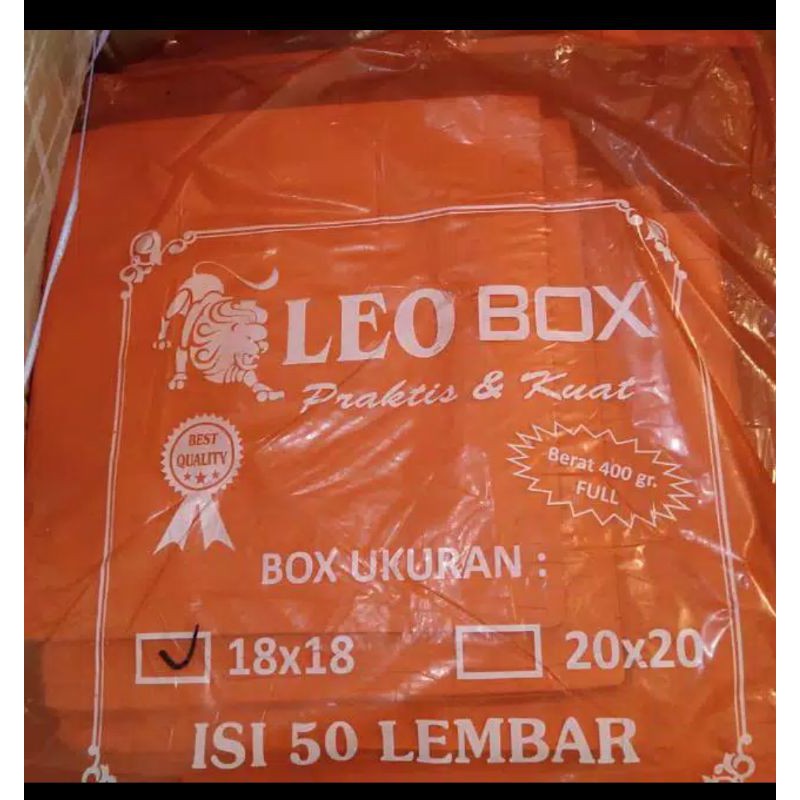 LEO BOX
Praktis & Kuat
BEST
QUALITY
Berat 400 gr.
FULL
BOX UKURAN :
18x18
20x20
ISI 50 LEMBAR